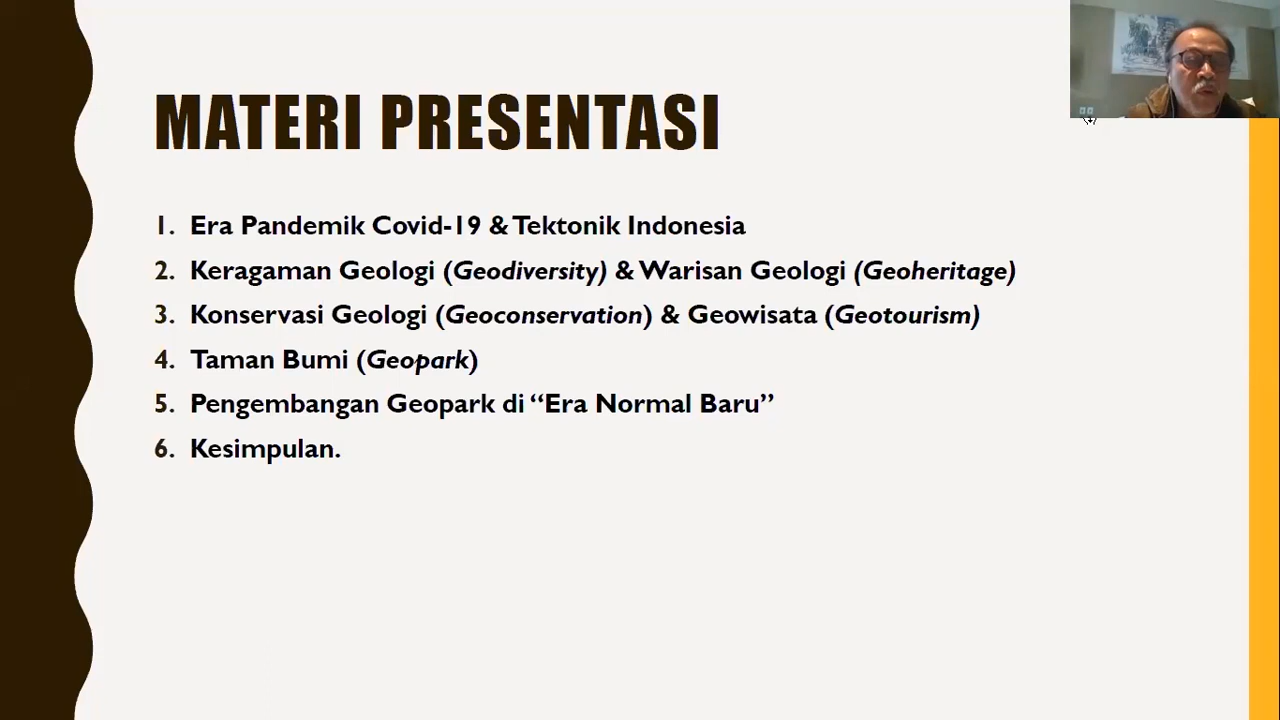 MATERI PRESENTASI
1. Era Pandemik Covid-19 & Tektonik Indonesia
2. Keragaman Geologi (Geodiversity) & Warisan Geologi (Geoheritage)
3. Konservasi Geologi (Geoconservation) & Geowisata (Geotourism)
4. Taman Bumi (Geopark)
5. Pengembangan Geopark di “Era Normal Baru”
6. Kesimpulan.